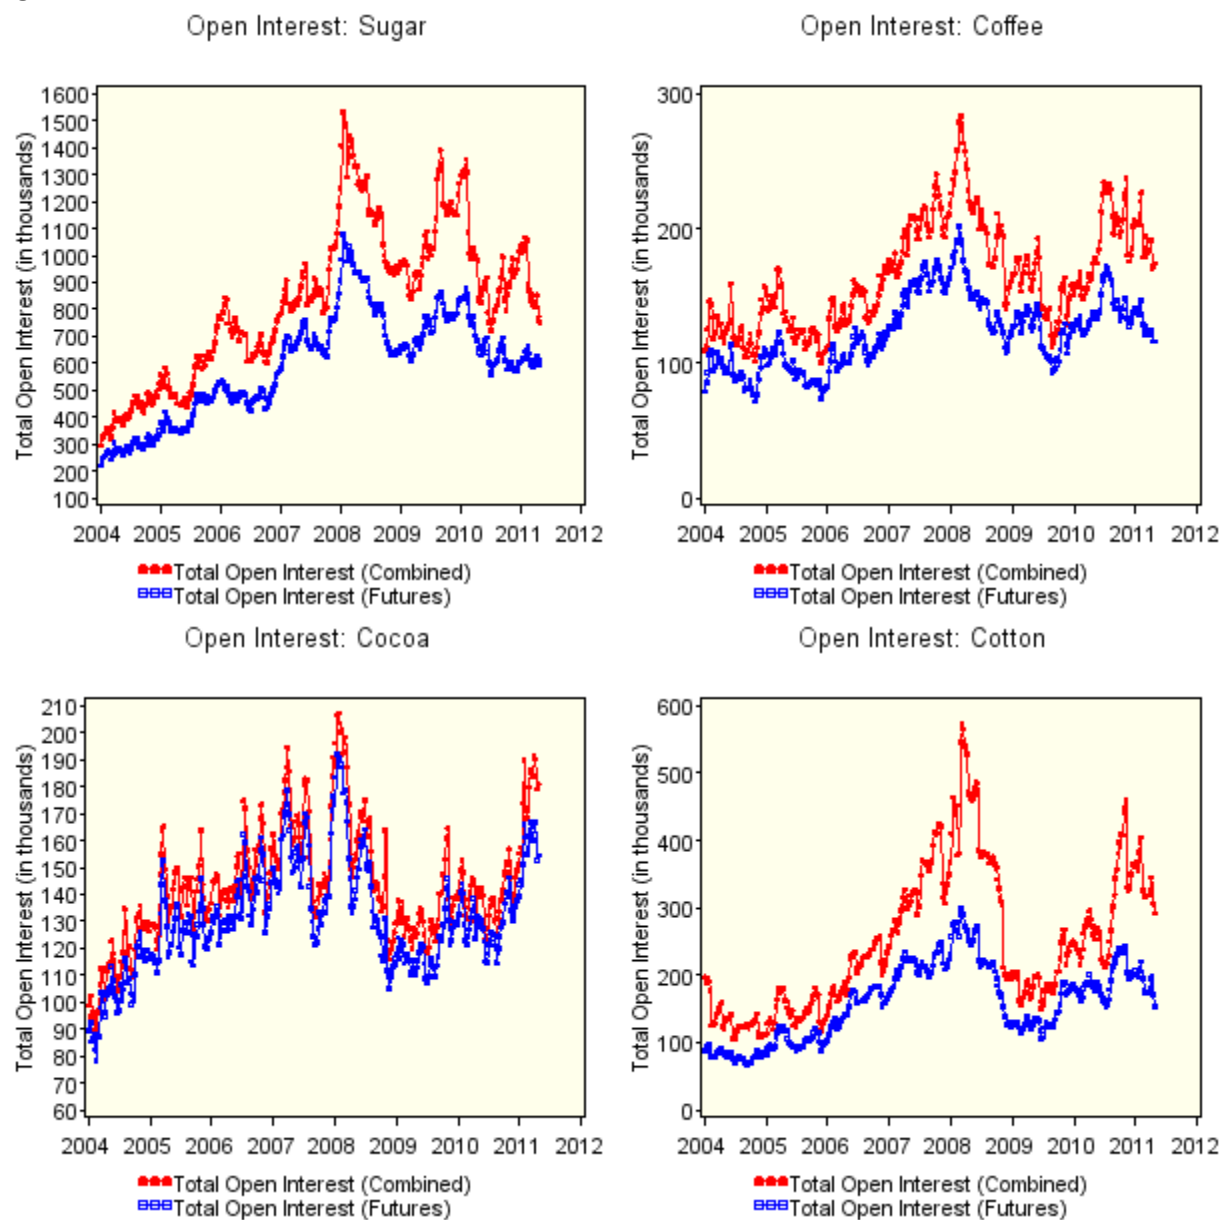 Open Interest: Sugar
Total Open Interest (in thousands)
1600
1500
1400
1300
1200
1100
1000
900
800
700
600
500
400
300
200
100
2004 2005 2006 2007 2008 2009 2010 2011 2012
Total Open Interest (Combined)
Total Open Interest (Futures)
Open Interest: Coffee
Total Open Interest (in thousands)
300
200
100
0
2004 2005 2006 2007 2008 2009 2010 2011 2012
Total Open Interest (Combined)
Total Open Interest (Futures)
Open Interest: Cocoa
Total Open Interest (in thousands)
210
200
190
180
170
160
150
140
130
120
110
100
90
80
70
60
2004 2005 2006 2007 2008 2009 2010 2011 2012
Total Open Interest (Combined)
Total Open Interest (Futures)
Open Interest: Cotton
Total Open Interest (in thousands)
600
500
400
300
200
100
0
2004 2005 2006 2007 2008 2009 2010 2011 2012
Total Open Interest (Combined)
Total Open Interest (Futures)